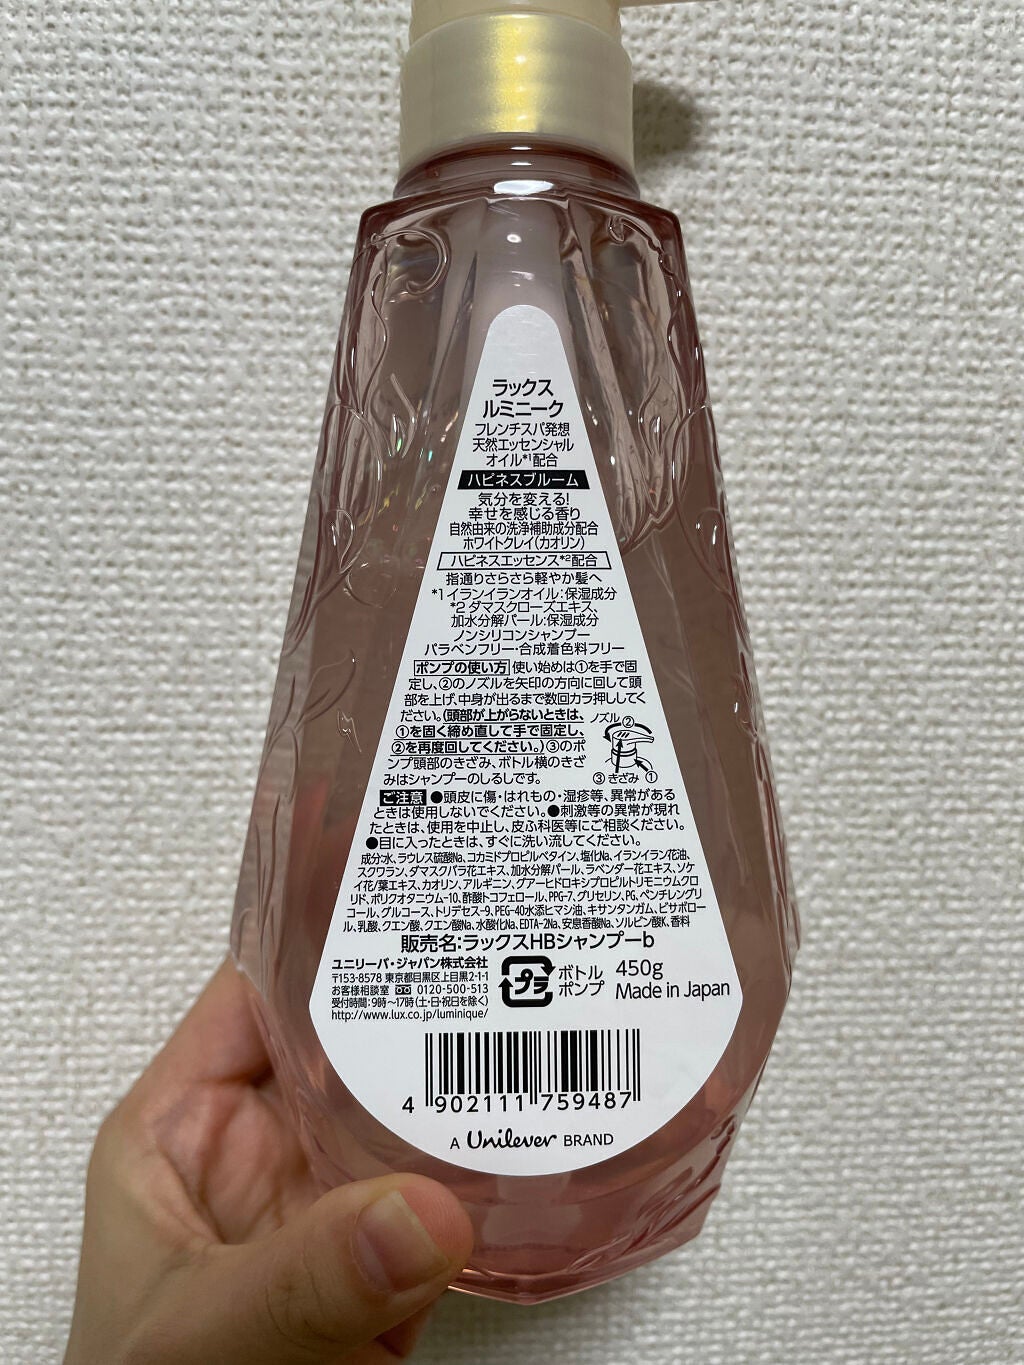 ラックス
ルミニーク
フレンチスパ発想
天然エッセンシャル
オイル*1配合
ハピネスブルーム
気分を変える!
幸せを感じる香り
自然由来の洗浄補助成分配合
ホワイトクレイ(カオリン)
ハピネスエッセンス*2配合
指通りさらさら軽やか髪へ
*1 イランイランオイル:保湿成分
*2 ダマスクローズエキス、
加水分解パール:保湿成分
ノンシリコンシャンプー
パラベンフリー・合成着色料フリー
ポンプの使い方 使い始めは①を手で固
定し、②のノズルを矢印の方向に回して頭
部を上げ、中身が出るまで数回カラ押ししてく
ださい。(頭部が上がらないときは、
①を固く締め直して手で固定し、
②を再度回してください。)③のポ
ンプ頭部のきざみ、ボトル横のきざ
みはシャンプーのしるしです。
ノズル ②
③ きざみ ①
ご注意 ●頭皮に傷・はれもの・湿疹等、異常がある
ときは使用しないでください。●刺激等の異常が現れ
たときは、使用を中止し、皮ふ科医等にご相談ください。
●目に入ったときは、すぐに洗い流してください。
成分:水、ラウレス硫酸Na、コカミドプロピルベタイン、塩化Na、イランイラン花油、
スクワラン、ダマスクバラ花エキス、加水分解パール、ラベンダー花エキス、ソケ
イ花/葉エキス、カオリン、アルギニン、グアーヒドロキシプロピルトリモニウムクロ
リド、ポリクオタニウム-10、酢酸トコフェロール、PPG-7、グリセリン、PG、ペンチレングリ
コール、グルコース、トリデセス-9、PEG-40水添ヒマシ油、キサンタンガム、ビサボロー
ル、乳酸、クエン酸、クエン酸Na、水酸化Na、EDTA-2Na、安息香酸Na、ソルビン酸K、香料
販売名:ラックスHBシャンプーb
ユニリーバ・ジャパン株式会社
〒153-8578 東京都目黒区上目黒2-1-1
お客様相談室 0120-500-513
受付時間:9時～17時(土・日・祝日を除く)
http://www.lux.co.jp/luminique/
プラ
ボトル
ポンプ
450g
Made in Japan
4 902111 759487
A Unilever BRAND